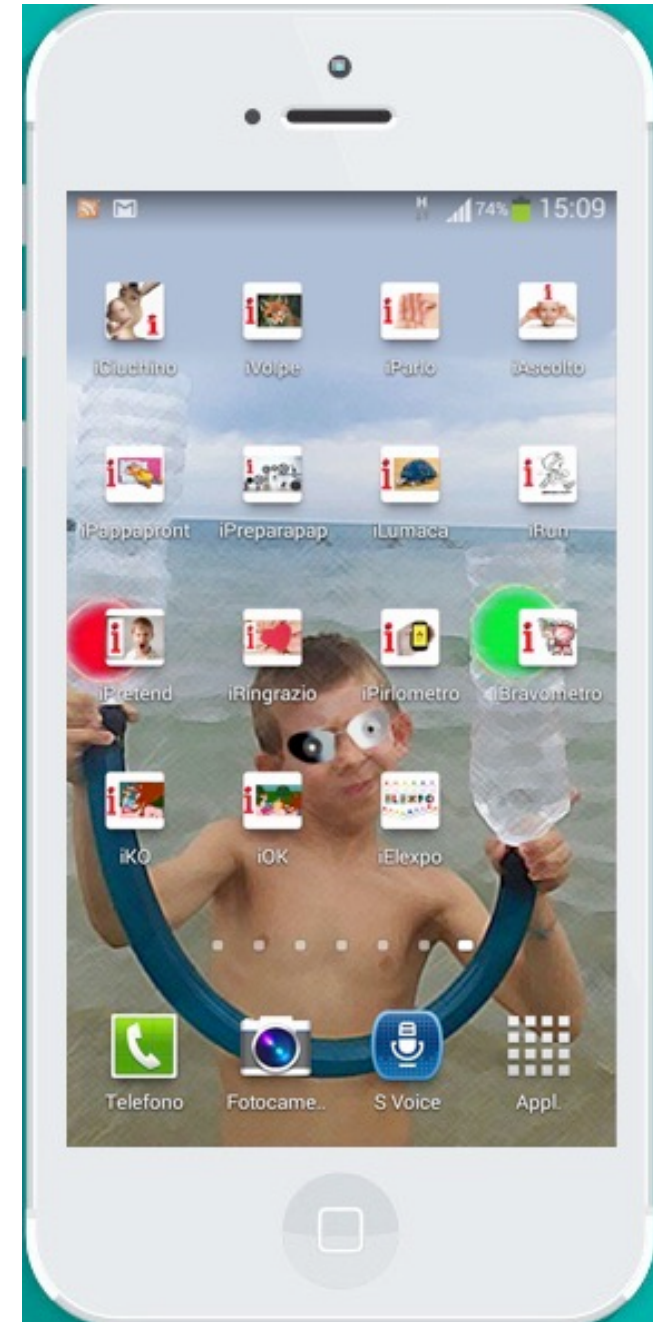 H 74% 15:09
i i i i
iCiuchino iVolpe iParlo iAscolto
i i i i
iPappapront iPreparapap iLumaca iRun
i i i i
iPretend iRingrazio iPirlometro iBravometro
i i ELEXPO
iKO iOK iElexpo
Telefono Fotocame.. S Voice Appl.